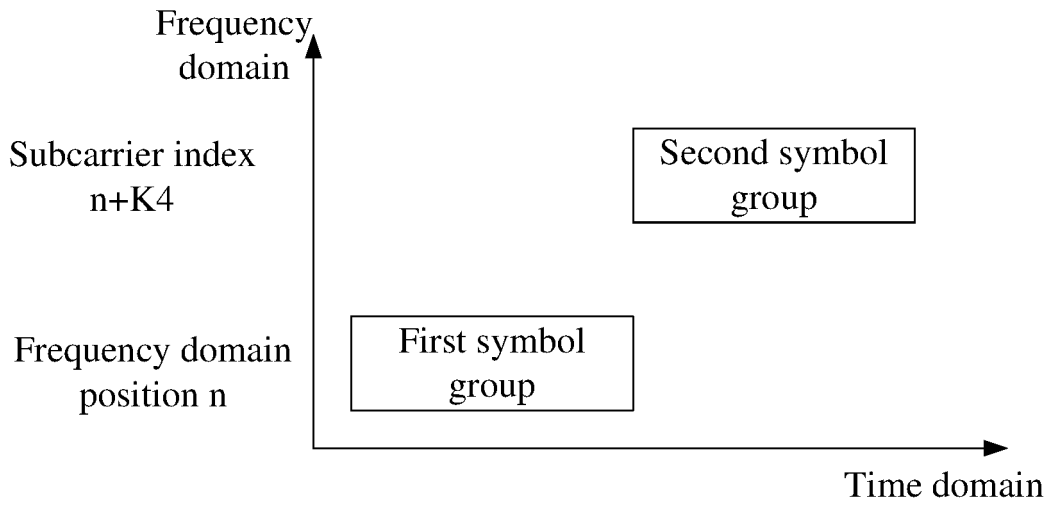 Frequency
domain
Subcarrier index
n+K4
Second symbol
group
Frequency domain
position n
First symbol
group
Time domain